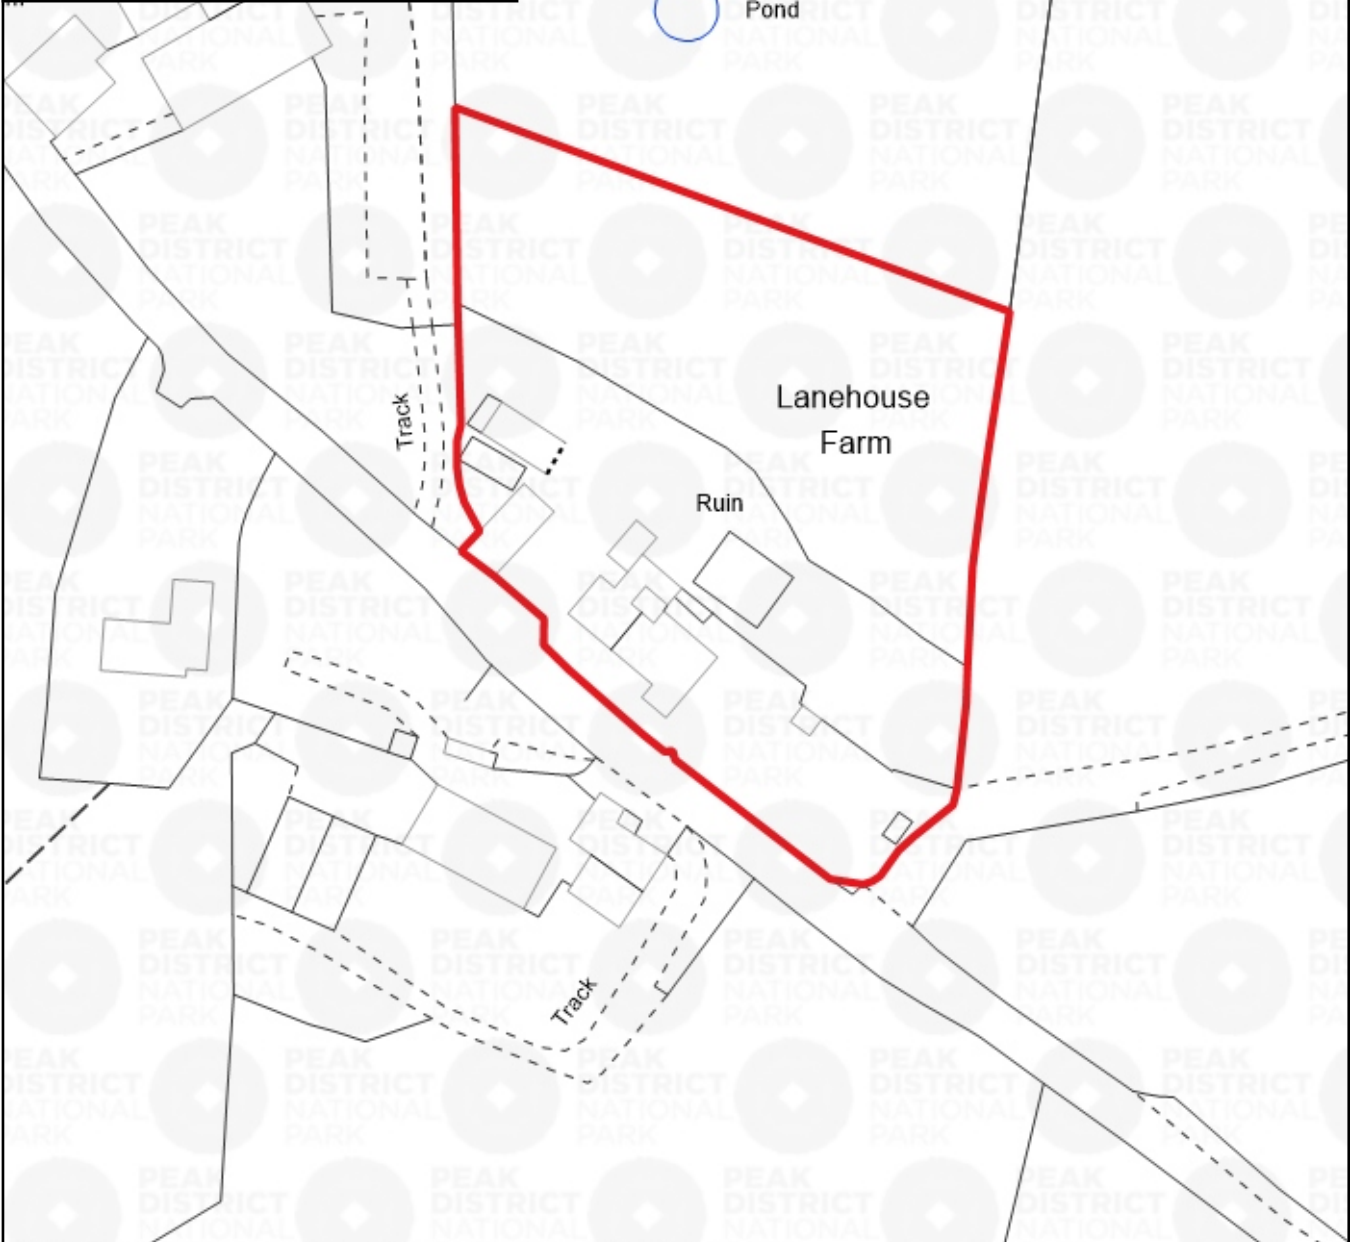 Pond
Lanehouse
Farm
Track
Ruin
Track
PEAK
DISTRICT
NATIONAL
PARK